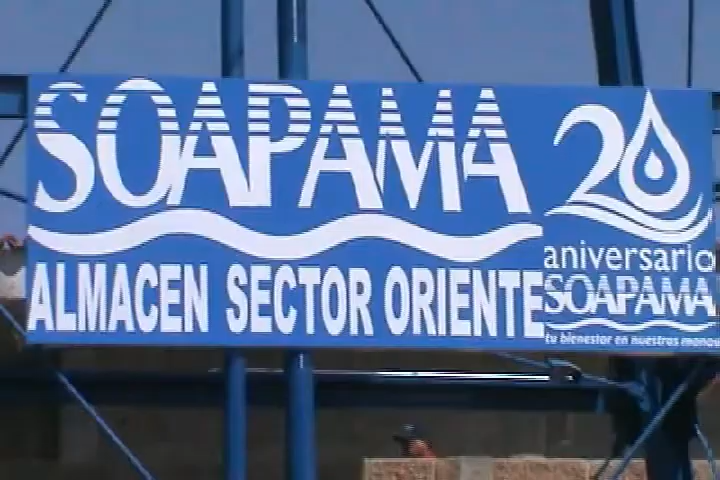 SOAPAMA
ALMACEN SECTOR ORIENTE
20
aniversario
SOAPAMA
tu bienestar en nuestras manos